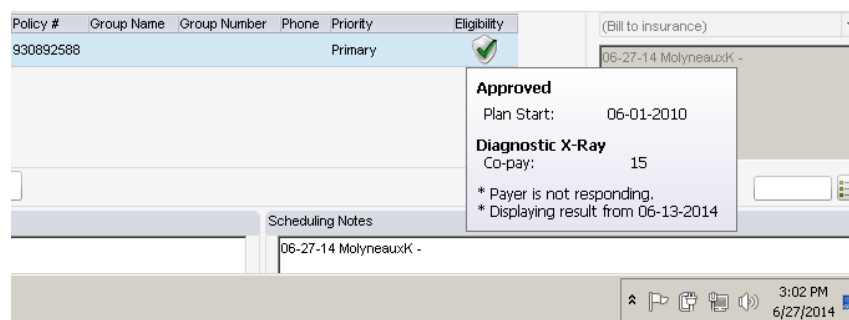 Policy # Group Name Group Number Phone Priority Eligibility
(Bill to insurance)
930892588 Primary
06-27-14 MolyneauxK -
Approved
Plan Start: 06-01-2010
Diagnostic X-Ray
Co-pay: 15
* Payer is not responding.
* Displaying result from 06-13-2014
Scheduling Notes
06-27-14 MolyneauxK -
3:02 PM
6/27/2014